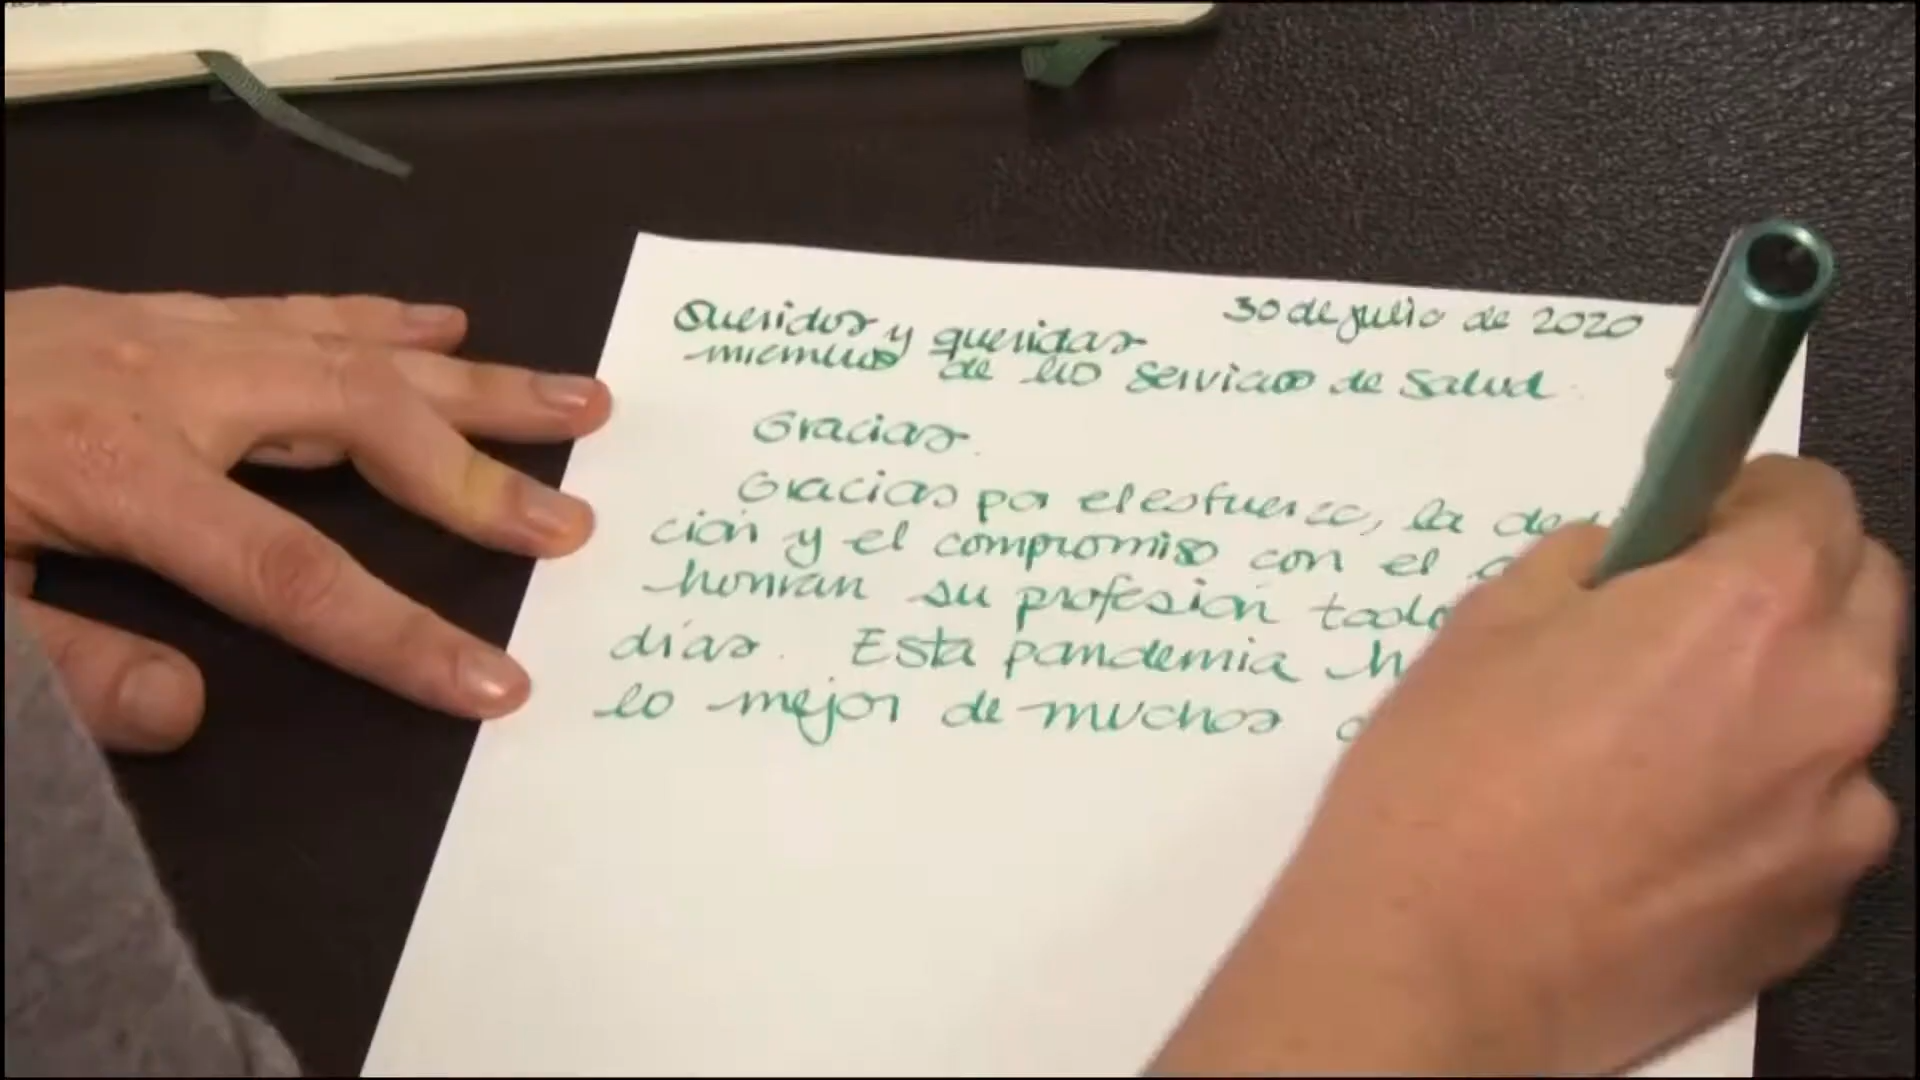 Queridos y queridas 30 de julio de 2020
miembros de los servicios de salud
Gracias.
Gracias por el esfuerzo, la dedi
ción y el compromiso con el
honran su profesión todo
días. Esta pandemia h
lo mejor de muchos